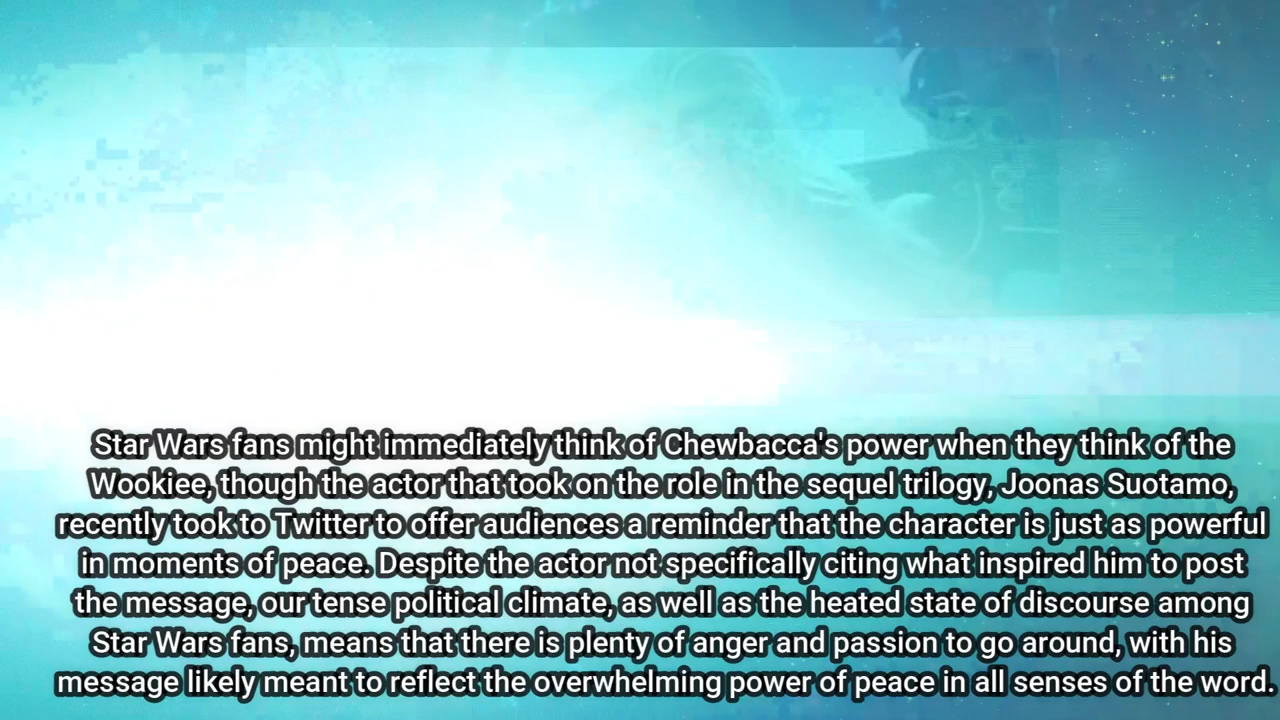 Star Wars fans might immediately think of Chewbacca's power when they think of the
Wookiee, though the actor that took on the role in the sequel trilogy, Joonas Suotamo,
recently took to Twitter to offer audiences a reminder that the character is just as powerful
in moments of peace. Despite the actor not specifically citing what inspired him to post
the message, our tense political climate, as well as the heated state of discourse among
Star Wars fans, means that there is plenty of anger and passion to go around, with his
message likely meant to reflect the overwhelming power of peace in all senses of the word.